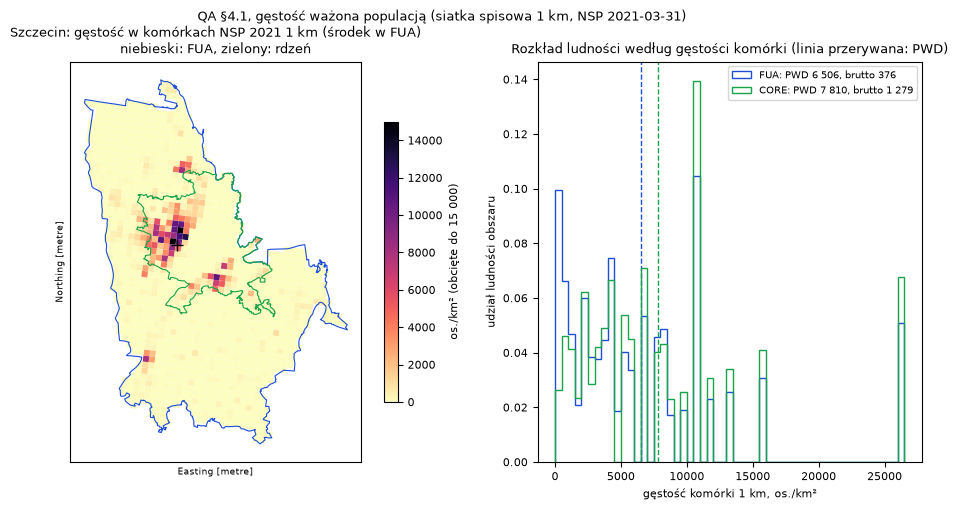 QA §4.1, gęstość ważona populacją (siatka spisowa 1 km, NSP 2021-03-31)
Szczecin: gęstość w komórkach NSP 2021 1 km (środek w FUA)
niebieski: FUA, zielony: rdzeń
Northing [metre]
Easting [metre]
14000
12000
10000
8000
6000
4000
2000
0
os./km² (obcięte do 15 000)
Rozkład ludności według gęstości komórki (linia przerywana: PWD)
FUA: PWD 6 506, brutto 376
CORE: PWD 7 810, brutto 1 279
udział ludności obszaru
0.14
0.12
0.10
0.08
0.06
0.04
0.02
0.00
0 5000 10000 15000 20000 25000
gęstość komórki 1 km, os./km²